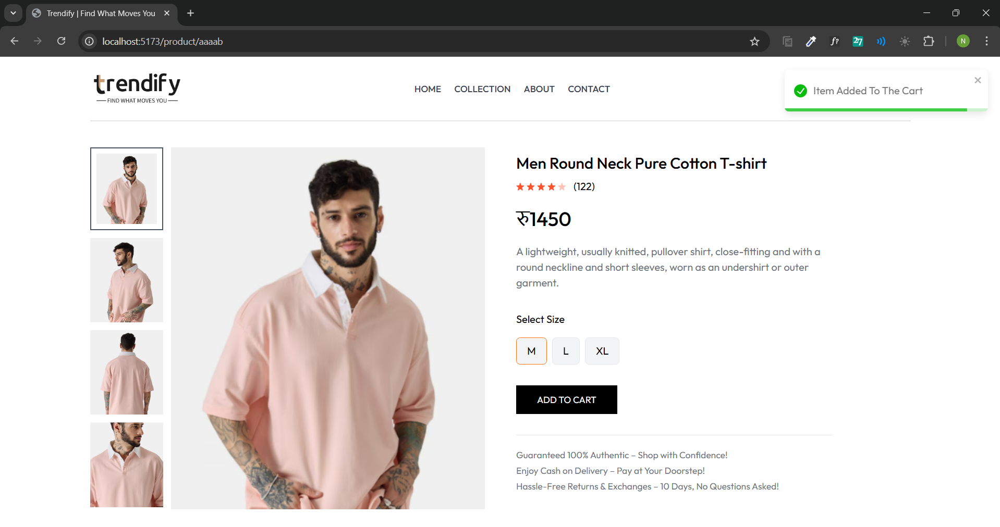 Trendify | Find What Moves You
localhost:5173/product/aaaab
f?
27
N
trendify
FIND WHAT MOVES YOU
HOME
COLLECTION
ABOUT
CONTACT
Item Added To The Cart
Men Round Neck Pure Cotton T-shirt
(122)
रु1450
A lightweight, usually knitted, pullover shirt, close-fitting and with a
round neckline and short sleeves, worn as an undershirt or outer
garment.
Select Size
M
L
XL
ADD TO CART
Guaranteed 100% Authentic – Shop with Confidence!
Enjoy Cash on Delivery – Pay at Your Doorstep!
Hassle-Free Returns & Exchanges – 10 Days, No Questions Asked!